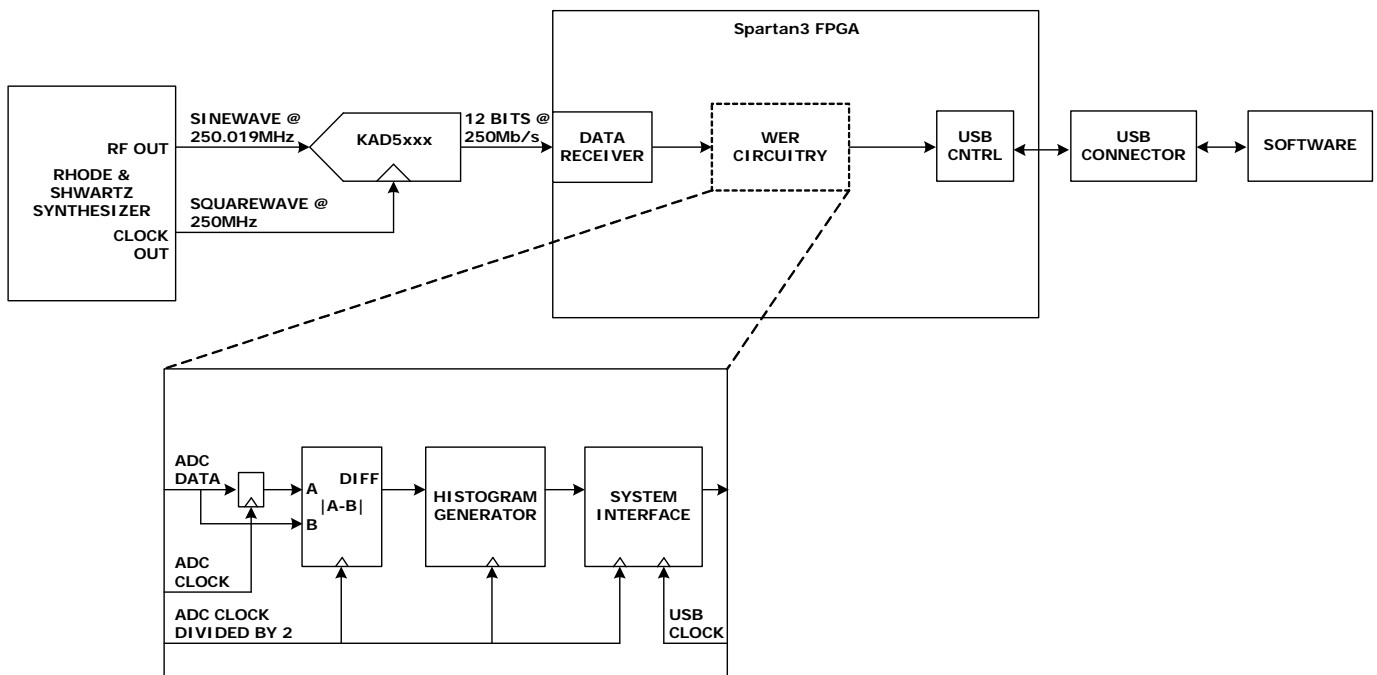 Spartan3 FPGA
SINEWAVE @
250.019MHz
RF OUT
RHODE &
SHWARTZ
SYNTHESIZER
CLOCK
OUT
SQUAREWAVE @
250MHz
KAD5xxx
12 BITS @
250Mb/s
DATA
RECEIVER
WER
CIRCUITRY
USB
CNTRL
USB
CONNECTOR
SOFTWARE
ADC
DATA
A
DIFF
|A-B|
B
HISTOGRAM
GENERATOR
SYSTEM
INTERFACE
ADC
CLOCK
ADC CLOCK
DIVIDED BY 2
USB
CLOCK